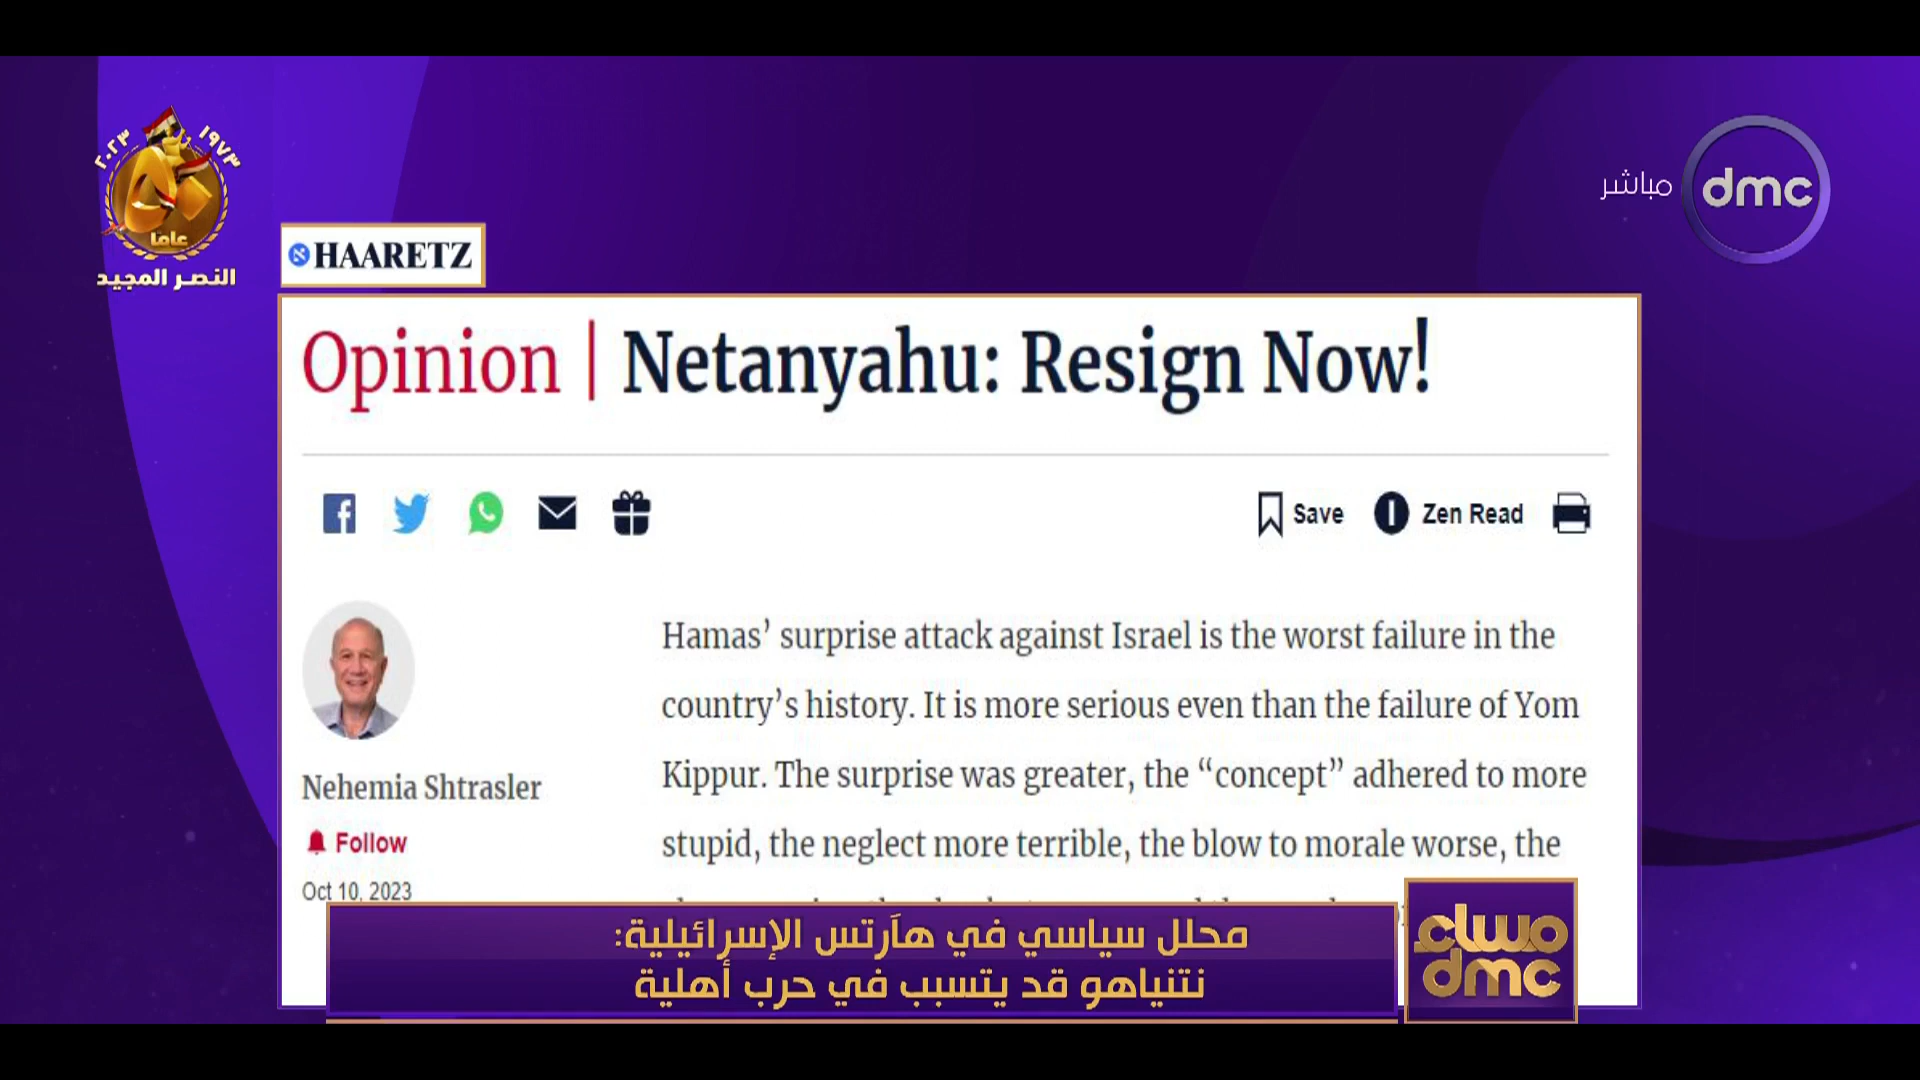 ١٩٧٣
٢٠٢٣
٥٠
عامًا
النصر المجيد
مباشر
dmc
HAARETZ
Opinion | Netanyahu: Resign Now!
Save
Zen Read
Nehemia Shtrasler
Follow
Oct 10, 2023
Hamas’ surprise attack against Israel is the worst failure in the
country’s history. It is more serious even than the failure of Yom
Kippur. The surprise was greater, the “concept” adhered to more
stupid, the neglect more terrible, the blow to morale worse, the
محلل سياسي في هآرتس الإسرائيلية:
نتنياهو قد يتسبب في حرب أهلية
مساء
dmc